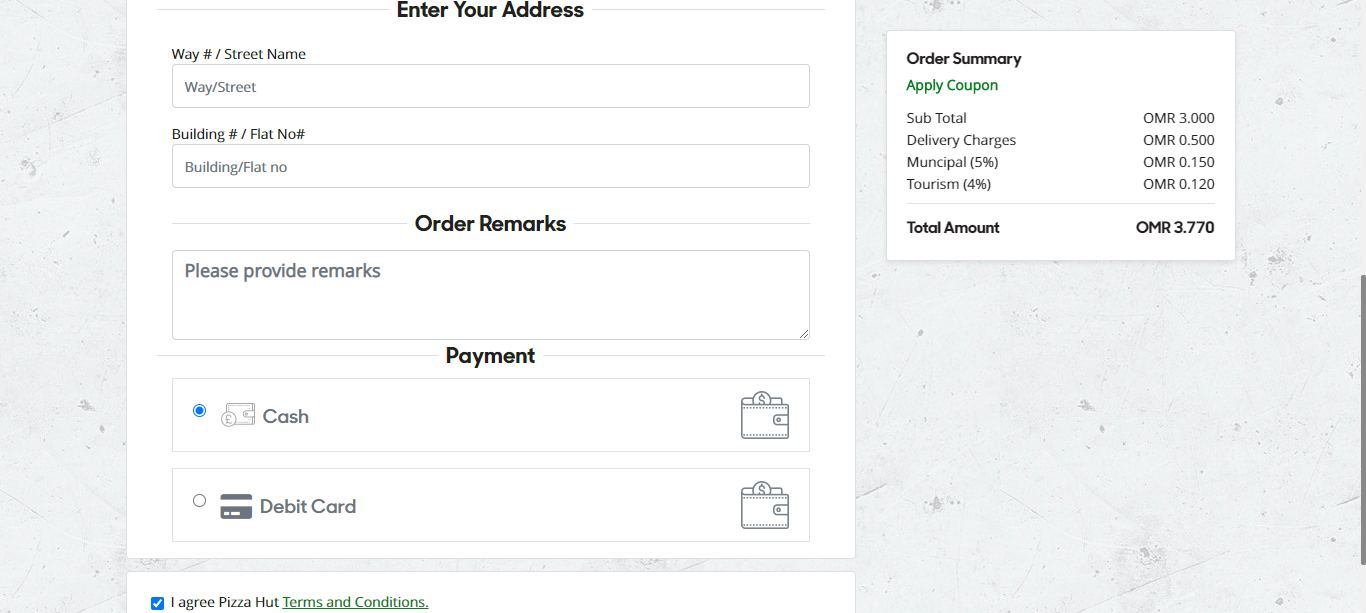 Enter Your Address
Way # / Street Name
Way/Street
Building # / Flat No#
Building/Flat no
Order Remarks
Please provide remarks
Payment
Cash
Debit Card
I agree Pizza Hut Terms and Conditions.
Order Summary
Apply Coupon
Sub Total OMR 3.000
Delivery Charges OMR 0.500
Muncipal (5%) OMR 0.150
Tourism (4%) OMR 0.120
Total Amount OMR 3.770